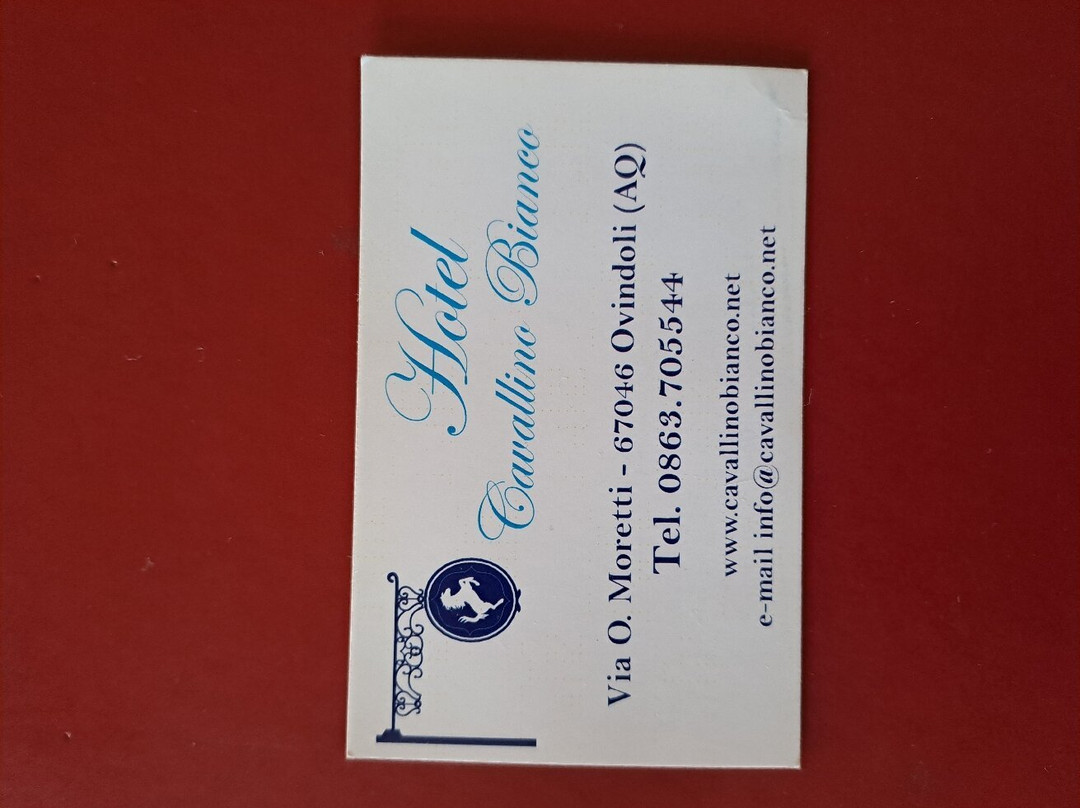 Hotel
Cavallino Bianco
Via O. Moretti - 67046 Ovindoli (AQ)
Tel. 0863.705544
www.cavallinobianco.net
e-mail info@cavallinobianco.net